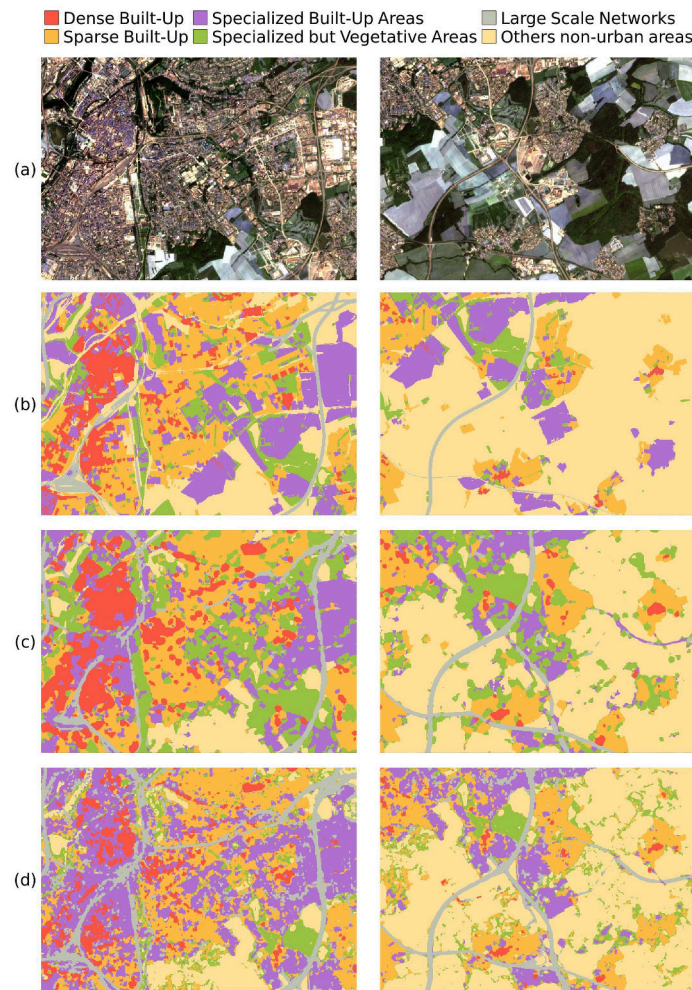 Dense Built-Up Specialized Built-Up Areas Large Scale Networks
Sparse Built-Up Specialized but Vegetative Areas Others non-urban areas
(a)
(b)
(c)
(d)